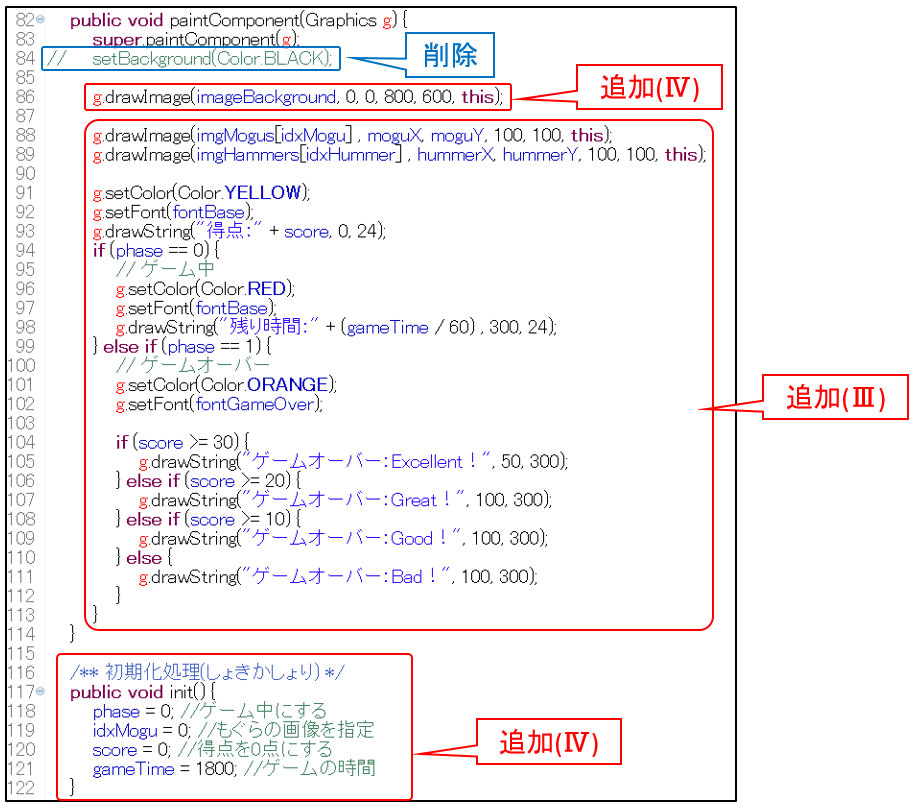 82 public void paintComponent(Graphics g) {
83 super.paintComponent(g);
84 // setBackground(Color.BLACK);
削除
85
追加(Ⅳ)
86 g.drawImage(imageBackground, 0, 0, 800, 600, this);
87
88 g.drawImage(imgMogus[idxMogu] , moguX, moguY, 100, 100, this);
89 g.drawImage(imgHammers[idxHummer] , hummerX, hummerY, 100, 100, this);
90
91 g.setColor(Color.YELLOW);
92 g.setFont(fontBase);
93 g.drawString("得点:" + score, 0, 24);
94 if (phase == 0) {
95 // ゲーム中
96 g.setColor(Color.RED);
97 g.setFont(fontBase);
98 g.drawString("残り時間:" + (gameTime / 60) , 300, 24);
99 } else if (phase == 1) {
100 // ゲームオーバー
101 g.setColor(Color.ORANGE);
102 g.setFont(fontGameOver);
追加(Ⅲ)
103
104 if (score >= 30) {
105 g.drawString("ゲームオーバー:Excellent！", 50, 300);
106 } else if (score >= 20) {
107 g.drawString("ゲームオーバー:Great！", 100, 300);
108 } else if (score >= 10) {
109 g.drawString("ゲームオーバー:Good！", 100, 300);
110 } else {
111 g.drawString("ゲームオーバー:Bad！", 100, 300);
112 }
113 }
114 }
115
116 /** 初期化処理(しょきかしょり) */
117 public void init() {
118 phase = 0; //ゲーム中にする
119 idxMogu = 0; //もぐらの画像を指定
120 score = 0; //得点を0点にする
追加(Ⅳ)
121 gameTime = 1800; //ゲームの時間
122 }